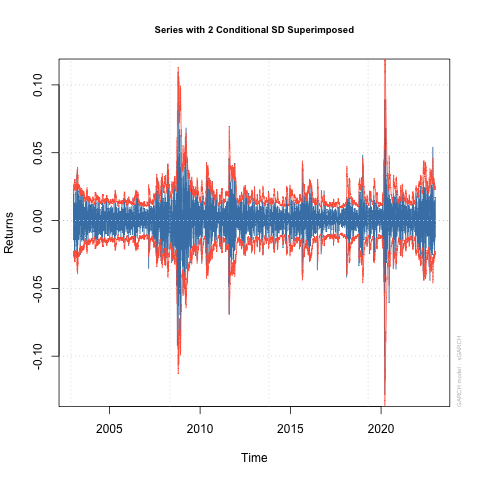 Series with 2 Conditional SD Superimposed
0.10
0.05
0.00
-0.05
-0.10
Returns
2005
2010
2015
2020
Time
GARCH model : eGARCH